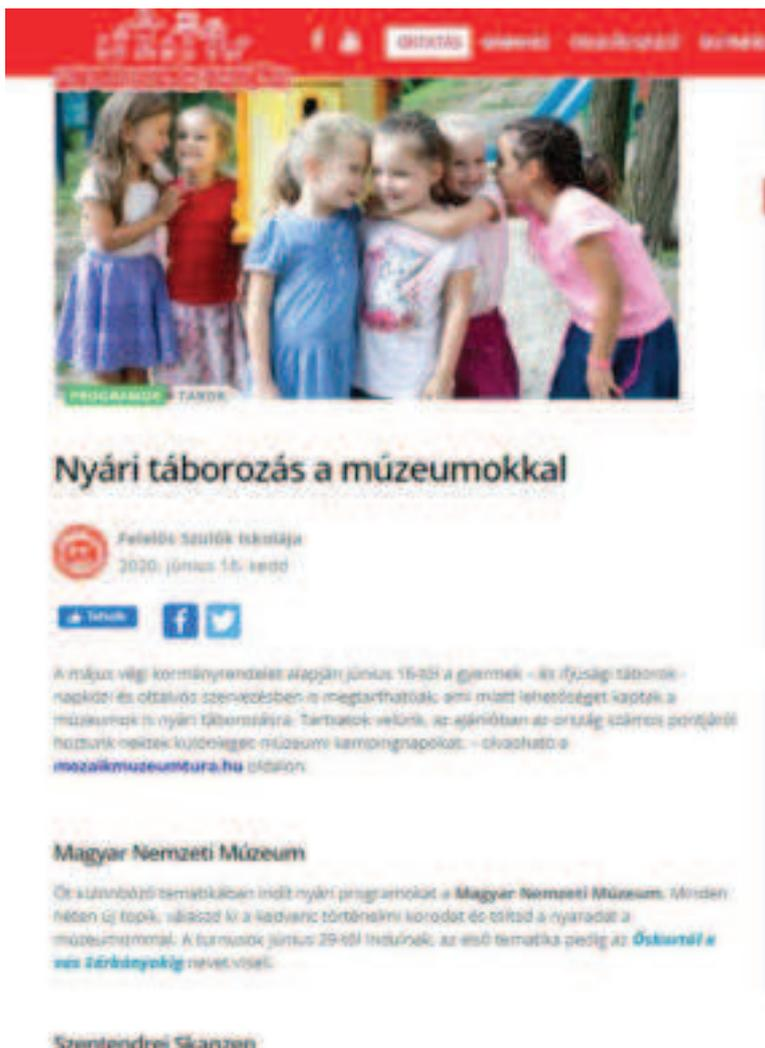 OKTATÁS
PROGRAMOK TÁBOR
Nyári táborozás a múzeumokkal
Felelős Szülők Iskolája
2020. június 16. kedd
Tetszik
A május végi kormányrendelet alapján június 16-tól a gyermek - és ifjúsági táborok -
napközi és ottalvós szervezésben is megtarthatóak, ami miatt lehetőséget kaptak a
múzeumok is nyári táborozásra. Tartsatok velünk, az ajánlóban az ország számos pontjáról
hoztunk nektek különleges múzeumi kempingnapokat. - olvasható a
mozaikmuzeumtura.hu oldalon.
Magyar Nemzeti Múzeum
Öt különböző tematikában indít nyári programokat a Magyar Nemzeti Múzeum. Minden
héten új topik, válaszd ki a kedvenc történelmi korodat és töltsd a nyaradat a
múzeumommal. A turnusok június 29-től indulnak, az első tematika pedig az Őskortól a
vas sárkányokig nevet viseli.
Szentendrei Skanzen